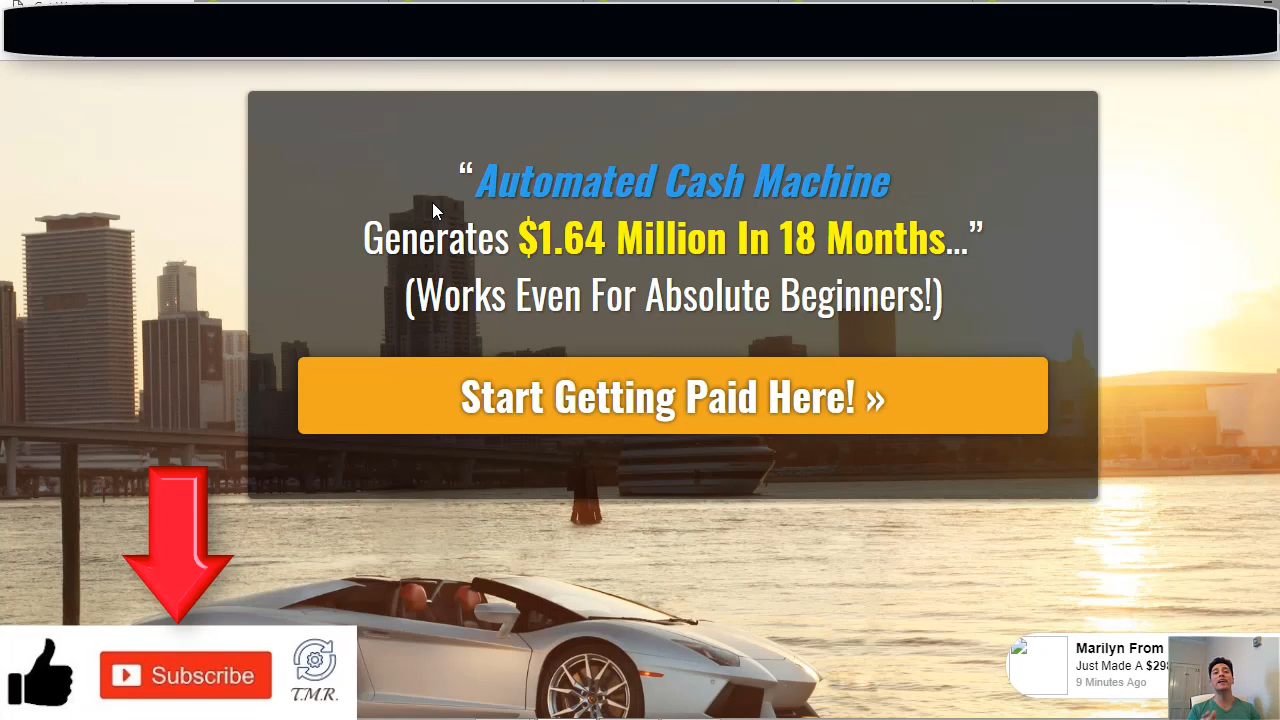 “Automated Cash Machine
Generates $1.64 Million In 18 Months...”
(Works Even For Absolute Beginners!)
Start Getting Paid Here! »
Subscribe
T.M.R.
Marilyn From
Just Made A $29
9 Minutes Ago